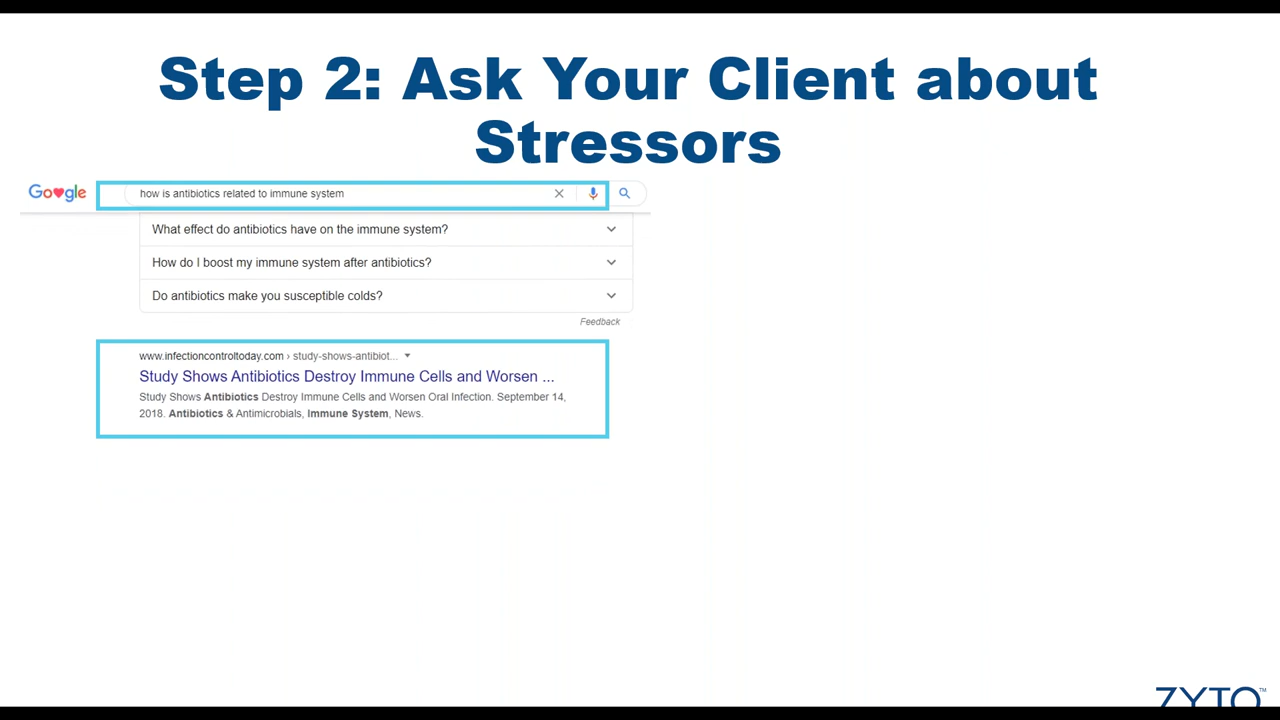 Step 2: Ask Your Client about
Stressors
Google
how is antibiotics related to immune system
What effect do antibiotics have on the immune system?
How do I boost my immune system after antibiotics?
Do antibiotics make you susceptible colds?
Feedback
www.infectioncontroltoday.com › study-shows-antibiot...
Study Shows Antibiotics Destroy Immune Cells and Worsen ...
Study Shows Antibiotics Destroy Immune Cells and Worsen Oral Infection. September 14,
2018. Antibiotics & Antimicrobials, Immune System, News.
ZYTO™